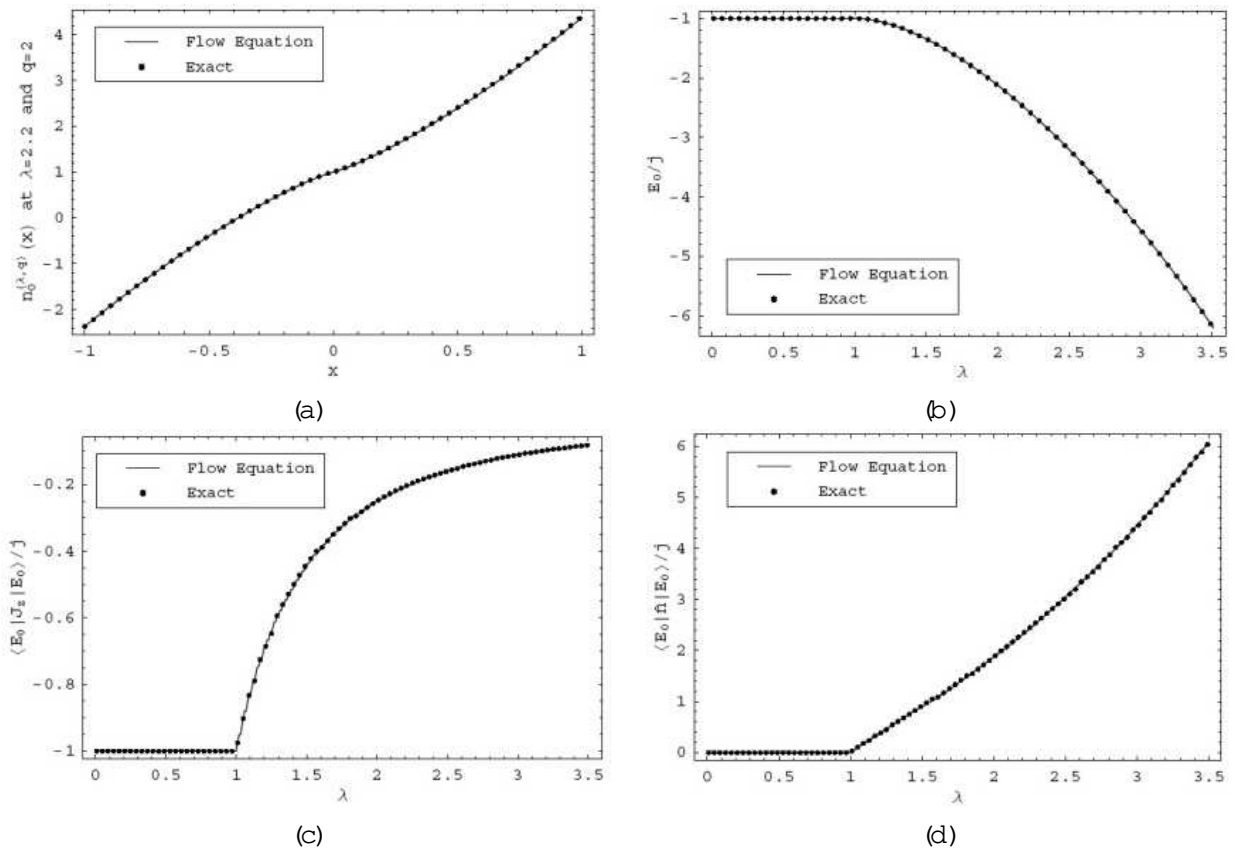 n₀^(λ,q)(x) at λ=2.2 and q=2
4
3
2
1
0
-1
-2
Flow Equation
Exact
-1
-0.5
0
0.5
1
x
(a)
E₀/j
-1
-2
-3
-4
-5
-6
Flow Equation
Exact
0
0.5
1
1.5
2
2.5
3
3.5
λ
(b)
⟨E₀|J_z|E₀⟩/j
-0.2
-0.4
-0.6
-0.8
-1
Flow Equation
Exact
0
0.5
1
1.5
2
2.5
3
3.5
λ
(c)
⟨E₀|n̂|E₀⟩/j
6
5
4
3
2
1
0
Flow Equation
Exact
0
0.5
1
1.5
2
2.5
3
3.5
λ
(d)